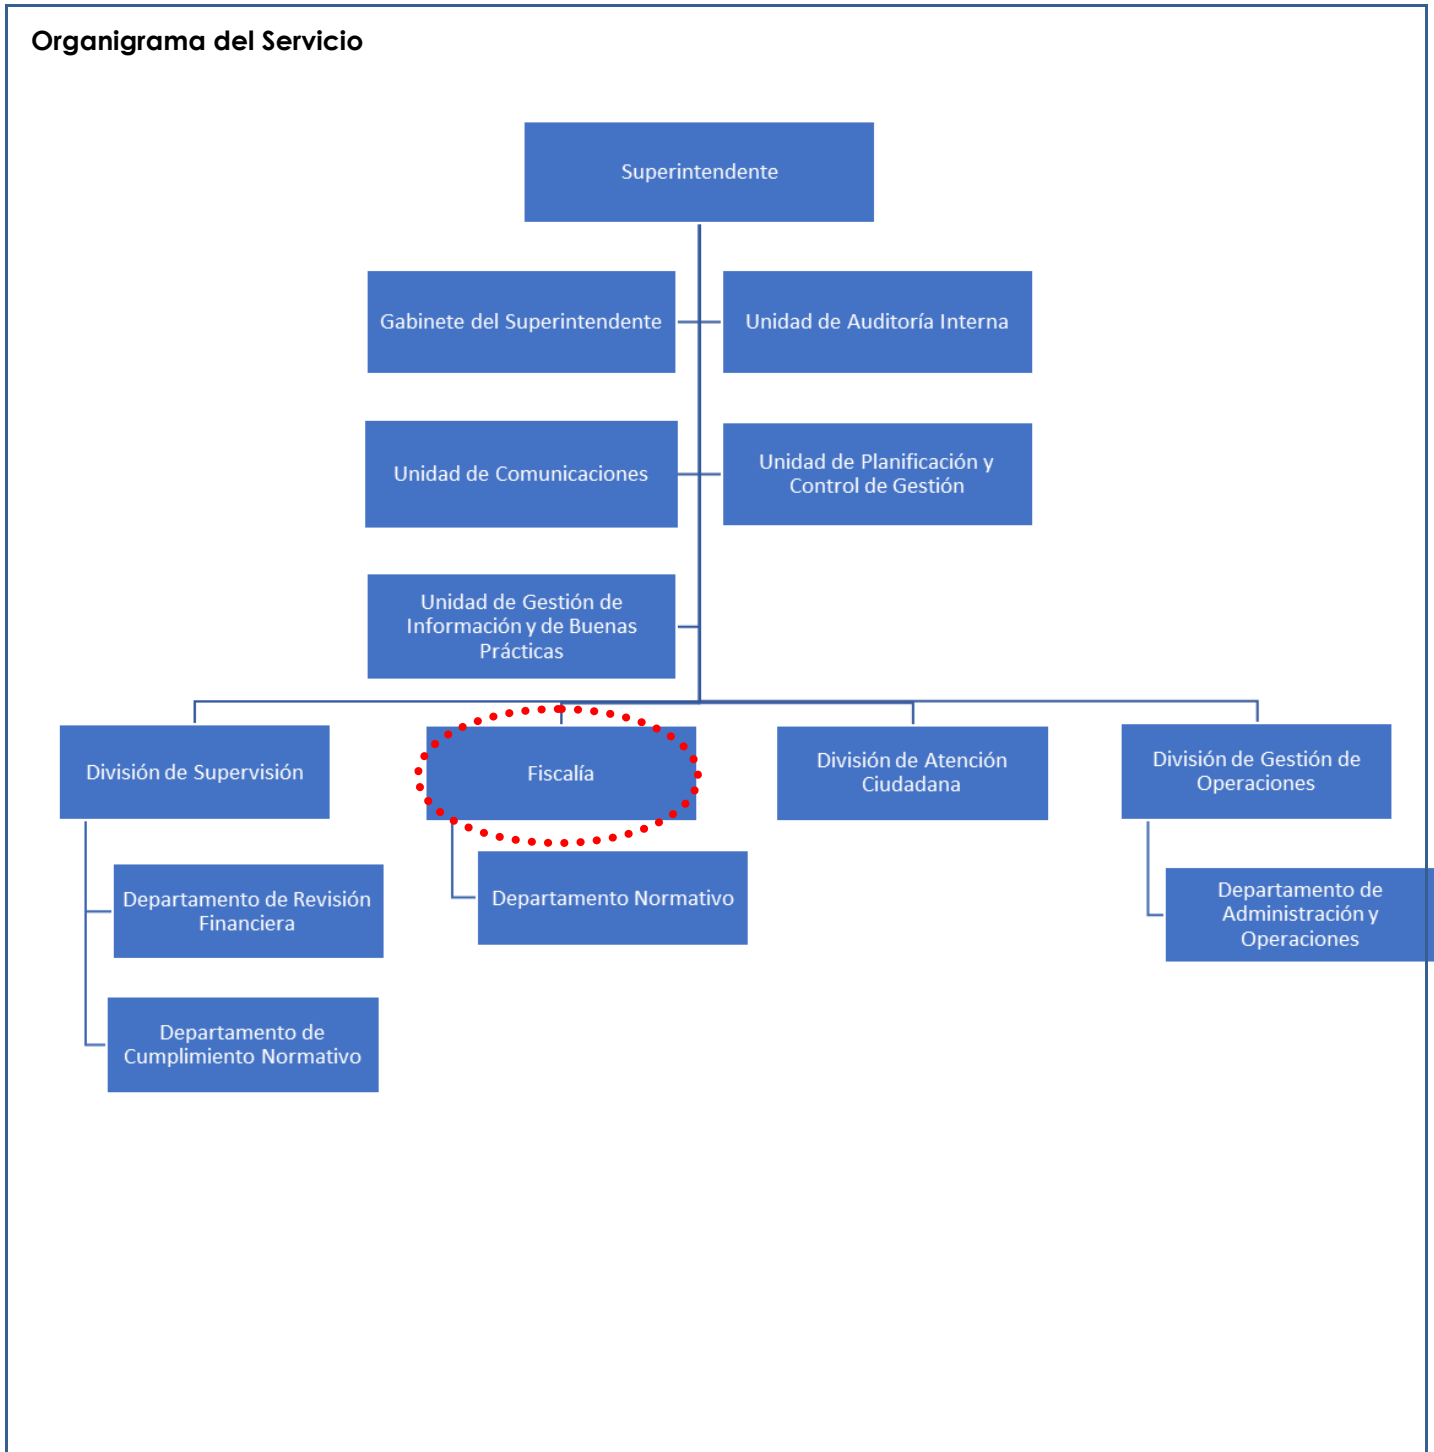 Organigrama del Servicio
Superintendente
Gabinete del Superintendente
Unidad de Auditoría Interna
Unidad de Comunicaciones
Unidad de Planificación y
Control de Gestión
Unidad de Gestión de
Información y de Buenas
Prácticas
División de Supervisión
Fiscalía
División de Atención
Ciudadana
División de Gestión de
Operaciones
Departamento de Revisión
Financiera
Departamento Normativo
Departamento de
Administración y
Operaciones
Departamento de
Cumplimiento Normativo